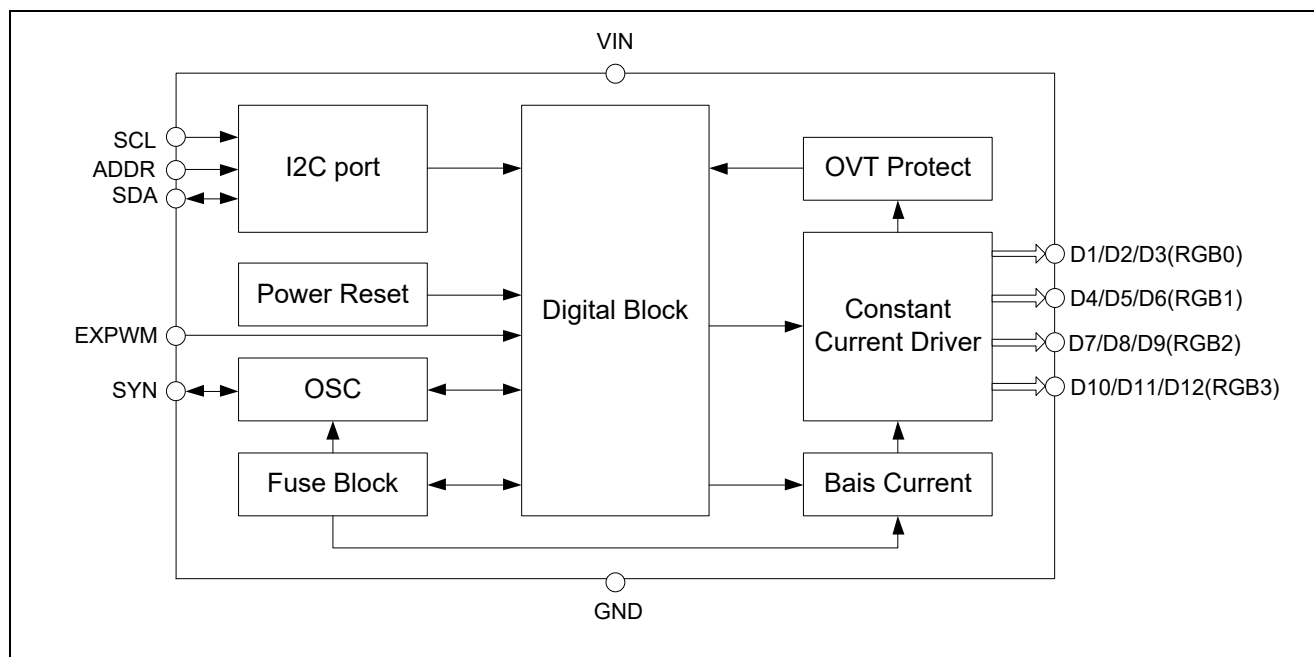 VIN
SCL
ADDR
SDA
I2C port
Power Reset
EXPWM
SYN
OSC
Fuse Block
Digital Block
OVT Protect
Constant
Current Driver
Bais Current
D1/D2/D3(RGB0)
D4/D5/D6(RGB1)
D7/D8/D9(RGB2)
D10/D11/D12(RGB3)
GND